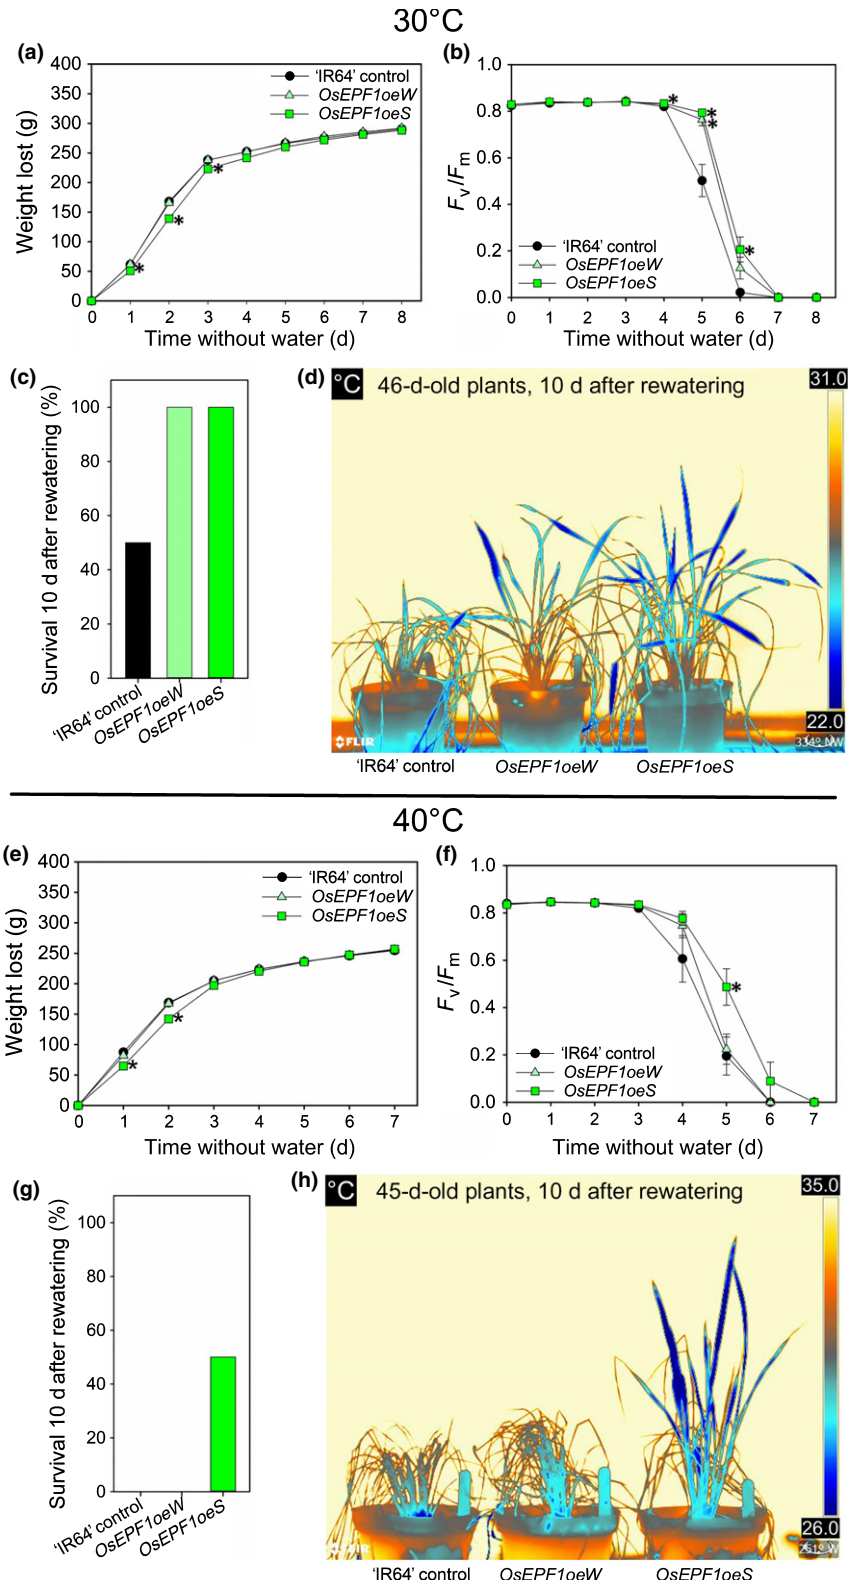 30°C
(a)
400
350
300
250
200
150
100
50
0
Weight lost (g)
'IR64' control
OsEPF1oeW
OsEPF1oeS
*
*
*
0 1 2 3 4 5 6 7 8
Time without water (d)
(b)
1.0
0.8
0.6
0.4
0.2
0.0
Fv/Fm
*
*
*
*
'IR64' control
OsEPF1oeW
OsEPF1oeS
0 1 2 3 4 5 6 7 8
Time without water (d)
(c)
100
80
60
40
20
0
Survival 10 d after rewatering (%)
'IR64' control
OsEPF1oeW
OsEPF1oeS
(d)
°C
46-d-old plants, 10 d after rewatering
31.0
22.0
334° NW
FLIR
'IR64' control OsEPF1oeW OsEPF1oeS
40°C
(e)
400
350
300
250
200
150
100
50
0
Weight lost (g)
'IR64' control
OsEPF1oeW
OsEPF1oeS
*
*
0 1 2 3 4 5 6 7
Time without water (d)
(f)
1.0
0.8
0.6
0.4
0.2
0.0
Fv/Fm
*
'IR64' control
OsEPF1oeW
OsEPF1oeS
0 1 2 3 4 5 6 7
Time without water (d)
(g)
100
80
60
40
20
0
Survival 10 d after rewatering (%)
'IR64' control
OsEPF1oeW
OsEPF1oeS
(h)
°C
45-d-old plants, 10 d after rewatering
35.0
26.0
'IR64' control OsEPF1oeW OsEPF1oeS